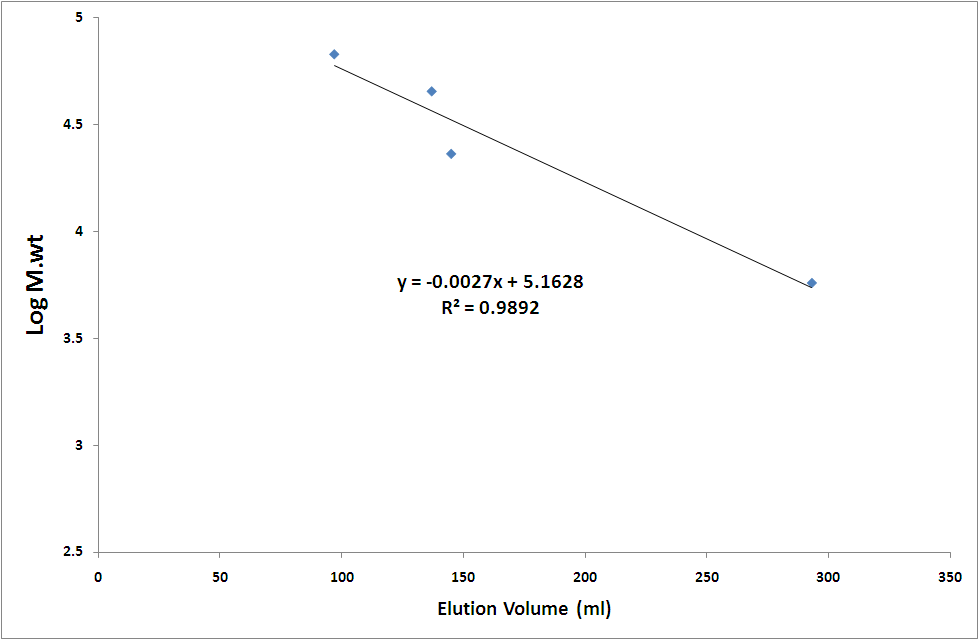 5
4.5
4
3.5
3
2.5
Log M.wt
y = -0.0027x + 5.1628
R² = 0.9892
0 50 100 150 200 250 300 350
Elution Volume (ml)